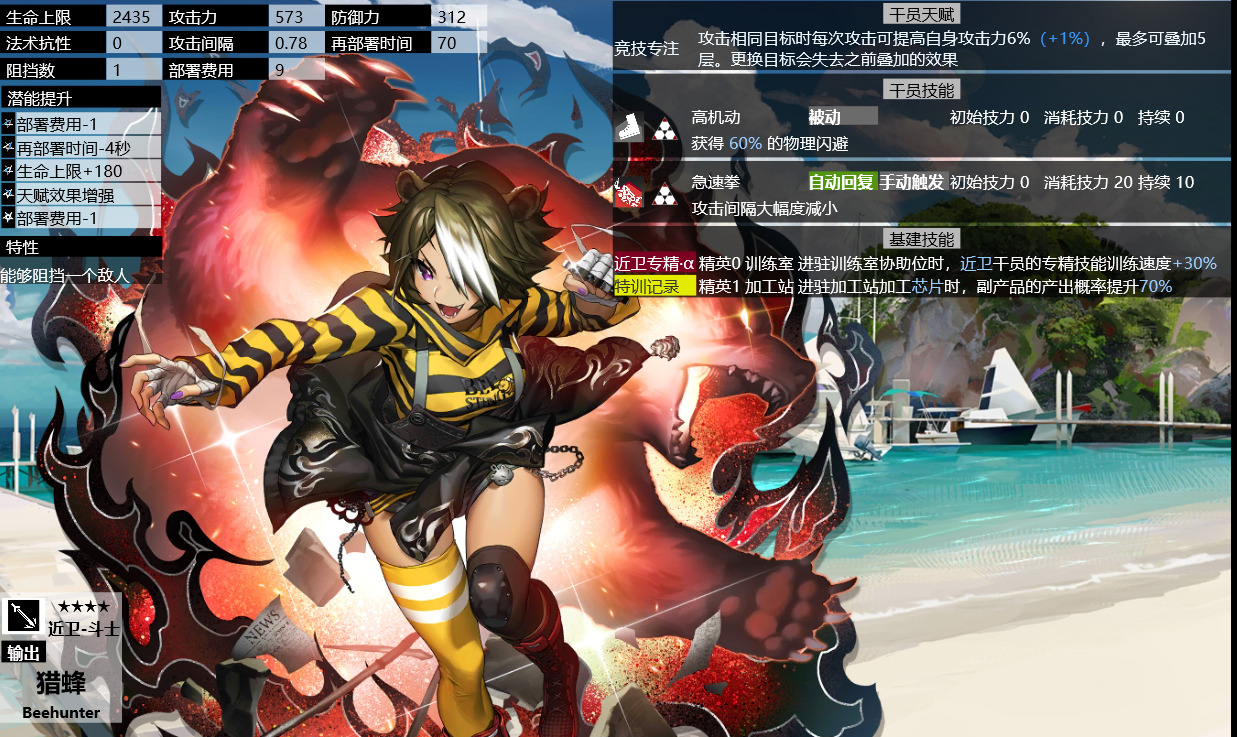 生命上限 2435 攻击力 573 防御力 312
法术抗性 0 攻击间隔 0.78 再部署时间 70
阻挡数 1 部署费用 9
潜能提升
部署费用-1
再部署时间-4秒
生命上限+180
天赋效果增强
部署费用-1
特性
能够阻挡一个敌人
干员天赋
竞技专注
攻击相同目标时每次攻击可提高自身攻击力6%（+1%），最多可叠加5
层。更换目标会失去之前叠加的效果
干员技能
高机动 被动 初始技力 0 消耗技力 0 持续 0
获得 60% 的物理闪避
急速拳 自动回复 手动触发 初始技力 0 消耗技力 20 持续 10
攻击间隔大幅度减小
基建技能
近卫专精·α 精英0 训练室 进驻训练室协助位时，近卫干员的专精技能训练速度+30%
特训记录 精英1 加工站 进驻加工站加工芯片时，副产品的产出概率提升70%
NEWS
★★★★
近卫-斗士
输出
猎蜂
Beehunter